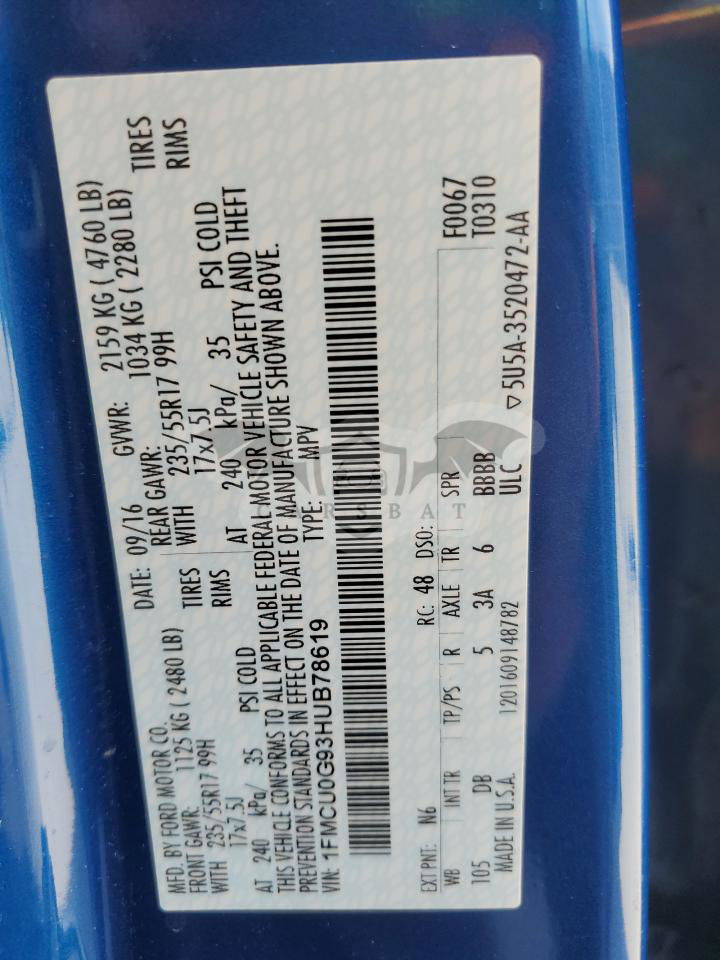 MFD. BY FORD MOTOR CO. DATE: 09/16 GVWR: 2159 KG ( 4760 LB)
FRONT GAWR: 1125 KG ( 2480 LB) REAR GAWR: 1034 KG ( 2280 LB)
WITH 235/55R17 99H TIRES WITH 235/55R17 99H TIRES
17x7.5J RIMS 17x7.5J RIMS
AT 240 kPa/ 35 PSI COLD AT 240 kPa/ 35 PSI COLD
THIS VEHICLE CONFORMS TO ALL APPLICABLE FEDERAL MOTOR VEHICLE SAFETY AND THEFT
PREVENTION STANDARDS IN EFFECT ON THE DATE OF MANUFACTURE SHOWN ABOVE.
VIN: 1FMCU0G93HUB78619 TYPE: MPV
CARSBAT
F0067
EXT PNT: N6 RC: 48 DSO: T0310
WB INT TR TP/PS R AXLE TR SPR
105 DB 5 3A 6 BBBB
MADE IN U.S.A. 1201609148782 ULC ▽5U5A-3520472-AA